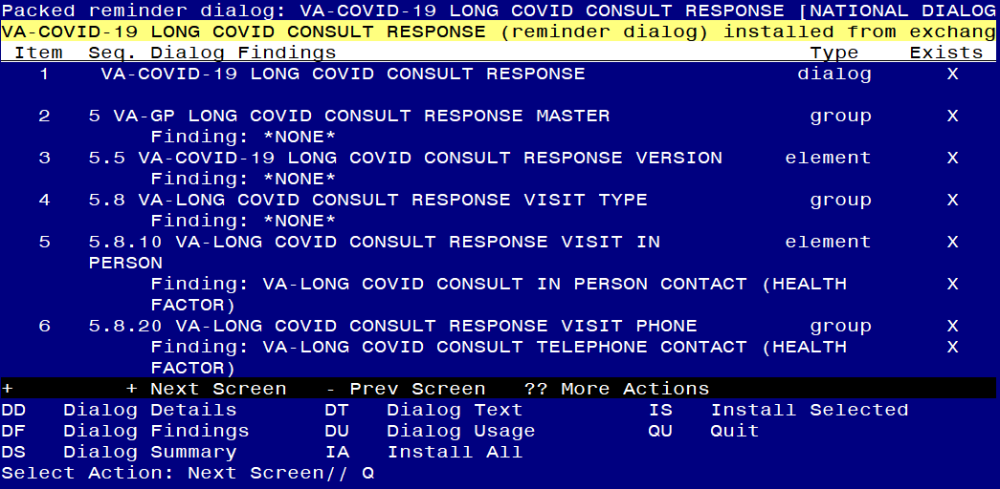 Packed reminder dialog: VA-COVID-19 LONG COVID CONSULT RESPONSE [NATIONAL DIALOG
VA-COVID-19 LONG COVID CONSULT RESPONSE (reminder dialog) installed from exchang
Item  Seq. Dialog Findings  Type  Exists
1  VA-COVID-19 LONG COVID CONSULT RESPONSE  dialog  X
2  5 VA-GP LONG COVID CONSULT RESPONSE MASTER  group  X
Finding: *NONE*
3  5.5 VA-COVID-19 LONG COVID CONSULT RESPONSE VERSION  element  X
Finding: *NONE*
4  5.8 VA-LONG COVID CONSULT RESPONSE VISIT TYPE  group  X
Finding: *NONE*
5  5.8.10 VA-LONG COVID CONSULT RESPONSE VISIT IN  element  X
PERSON
Finding: VA-LONG COVID CONSULT IN PERSON CONTACT (HEALTH  X
FACTOR)
6  5.8.20 VA-LONG COVID CONSULT RESPONSE VISIT PHONE  group  X
Finding: VA-LONG COVID CONSULT TELEPHONE CONTACT (HEALTH  X
FACTOR)
+  + Next Screen  - Prev Screen  ?? More Actions
DD  Dialog Details  DT  Dialog Text  IS  Install Selected
DF  Dialog Findings  DU  Dialog Usage  QU  Quit
DS  Dialog Summary  IA  Install All
Select Action: Next Screen// Q